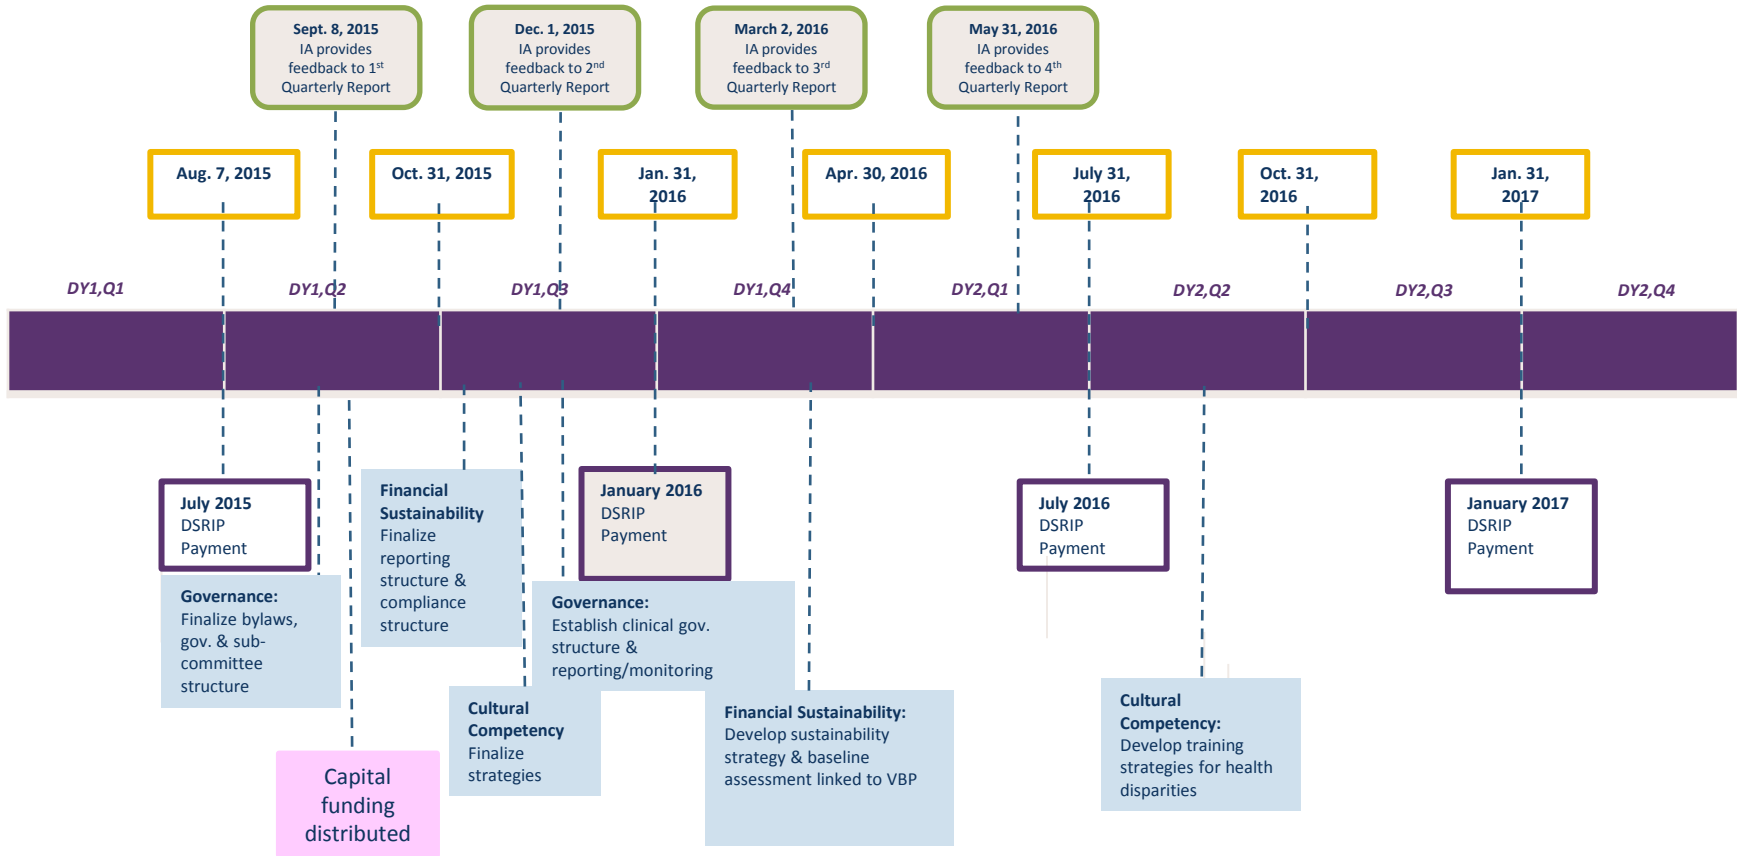 Sept. 8, 2015
IA provides
feedback to 1st
Quarterly Report
Dec. 1, 2015
IA provides
feedback to 2nd
Quarterly Report
March 2, 2016
IA provides
feedback to 3rd
Quarterly Report
May 31, 2016
IA provides
feedback to 4th
Quarterly Report
Aug. 7, 2015
Oct. 31, 2015
Jan. 31,
2016
Apr. 30, 2016
July 31,
2016
Oct. 31,
2016
Jan. 31,
2017
DY1,Q1
DY1,Q2
DY1,Q3
DY1,Q4
DY2,Q1
DY2,Q2
DY2,Q3
DY2,Q4
July 2015
DSRIP
Payment
Governance:
Finalize bylaws,
gov. & sub-
committee
structure
Capital
funding
distributed
Financial
Sustainability
Finalize
reporting
structure &
compliance
structure
Cultural
Competency
Finalize
strategies
January 2016
DSRIP
Payment
Governance:
Establish clinical gov.
structure &
reporting/monitoring
Financial Sustainability:
Develop sustainability
strategy & baseline
assessment linked to VBP
July 2016
DSRIP
Payment
Cultural
Competency:
Develop training
strategies for health
disparities
January 2017
DSRIP
Payment